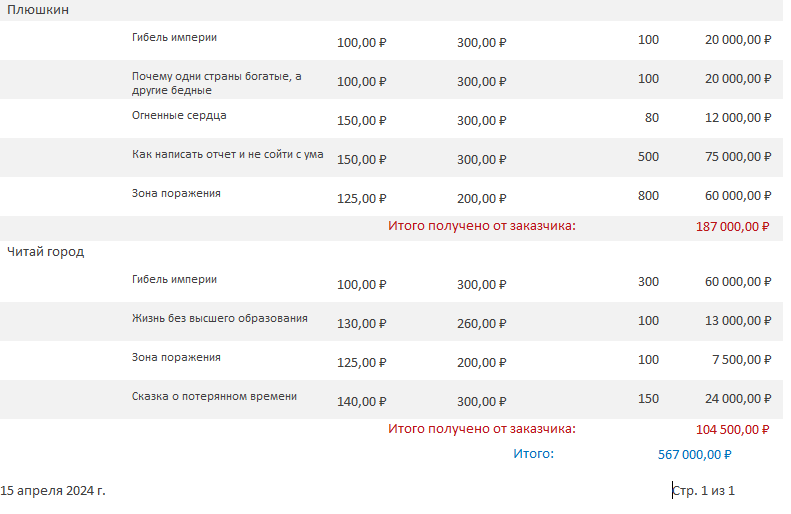 Плюшкин
Гибель империи 100,00 ₽ 300,00 ₽ 100 20 000,00 ₽
Почему одни страны богатые, а
другие бедные 100,00 ₽ 300,00 ₽ 100 20 000,00 ₽
Огненные сердца 150,00 ₽ 300,00 ₽ 80 12 000,00 ₽
Как написать отчет и не сойти с ума 150,00 ₽ 300,00 ₽ 500 75 000,00 ₽
Зона поражения 125,00 ₽ 200,00 ₽ 800 60 000,00 ₽
Итого получено от заказчика: 187 000,00 ₽
Читай город
Гибель империи 100,00 ₽ 300,00 ₽ 300 60 000,00 ₽
Жизнь без высшего образования 130,00 ₽ 260,00 ₽ 100 13 000,00 ₽
Зона поражения 125,00 ₽ 200,00 ₽ 100 7 500,00 ₽
Сказка о потерянном времени 140,00 ₽ 300,00 ₽ 150 24 000,00 ₽
Итого получено от заказчика: 104 500,00 ₽
Итого: 567 000,00 ₽
15 апреля 2024 г. Стр. 1 из 1